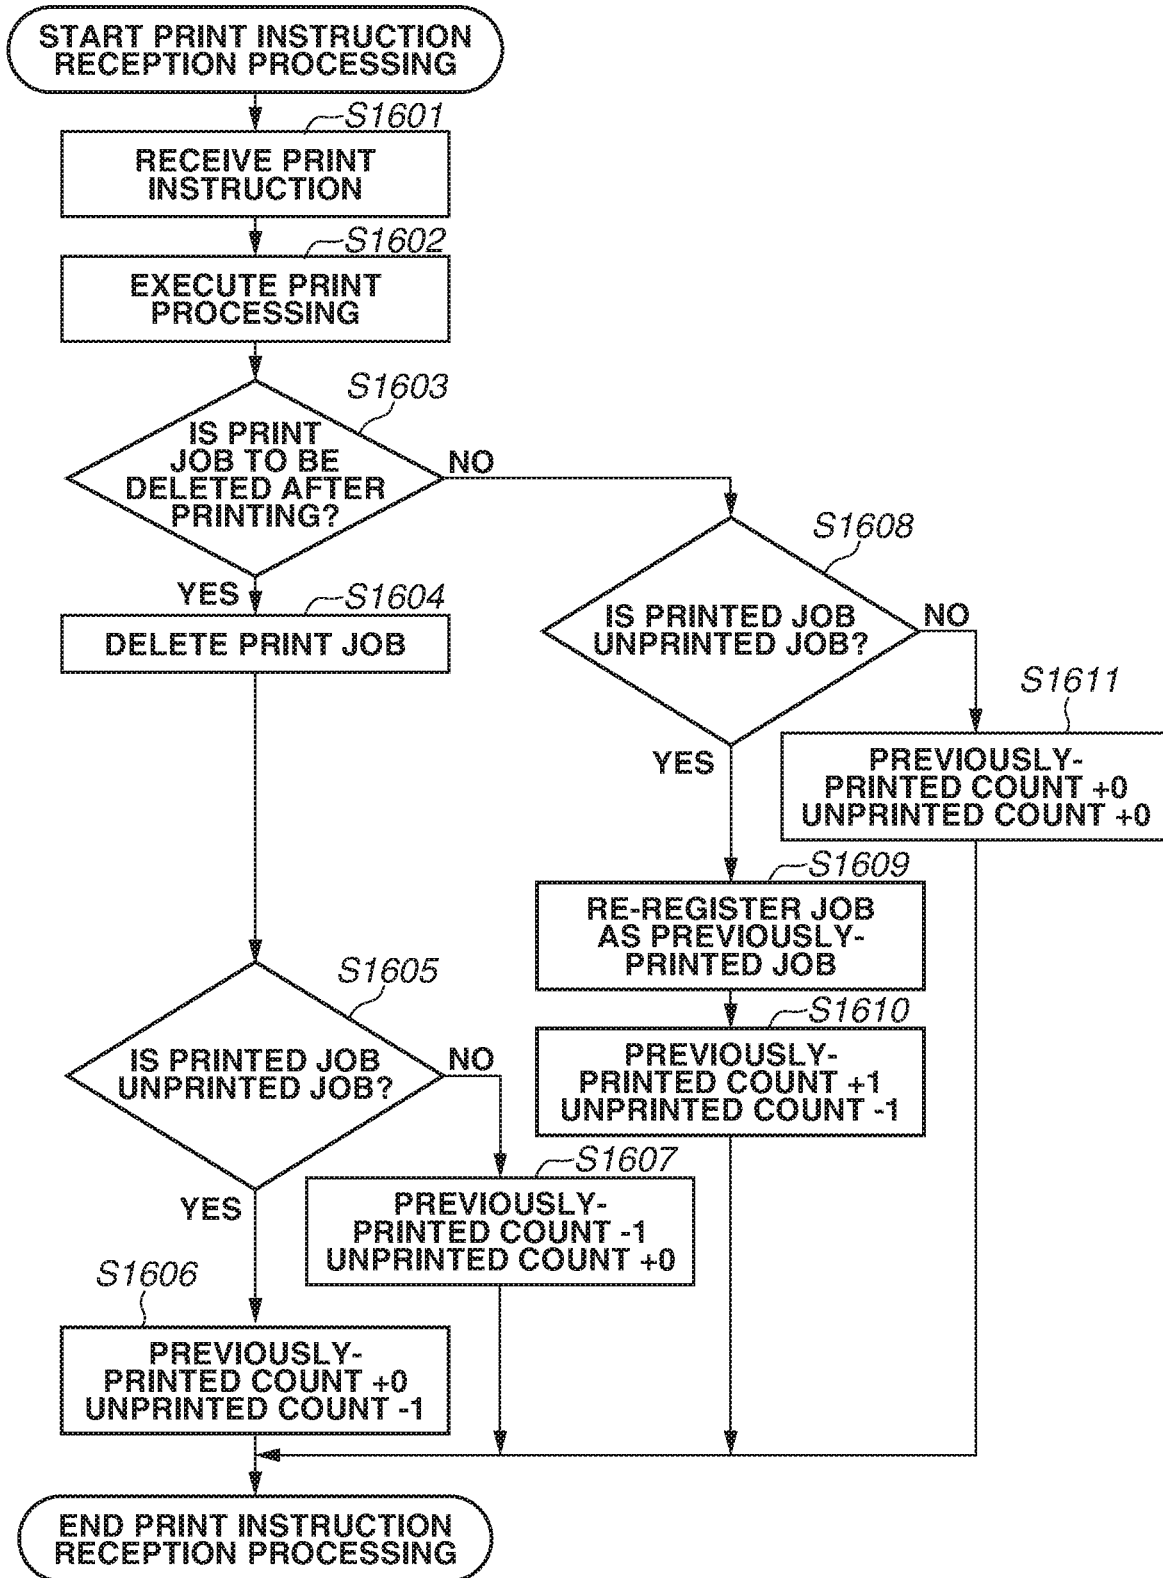 START PRINT INSTRUCTION
RECEPTION PROCESSING
S1601
RECEIVE PRINT
INSTRUCTION
S1602
EXECUTE PRINT
PROCESSING
S1603
IS PRINT
JOB TO BE
DELETED AFTER
PRINTING?
NO
YES
S1604
DELETE PRINT JOB
S1608
IS PRINTED JOB
UNPRINTED JOB?
NO
YES
S1611
PREVIOUSLY-
PRINTED COUNT +0
UNPRINTED COUNT +0
S1609
RE-REGISTER JOB
AS PREVIOUSLY-
PRINTED JOB
S1610
PREVIOUSLY-
PRINTED COUNT +1
UNPRINTED COUNT -1
S1605
IS PRINTED JOB
UNPRINTED JOB?
NO
YES
S1607
PREVIOUSLY-
PRINTED COUNT -1
UNPRINTED COUNT +0
S1606
PREVIOUSLY-
PRINTED COUNT +0
UNPRINTED COUNT -1
END PRINT INSTRUCTION
RECEPTION PROCESSING